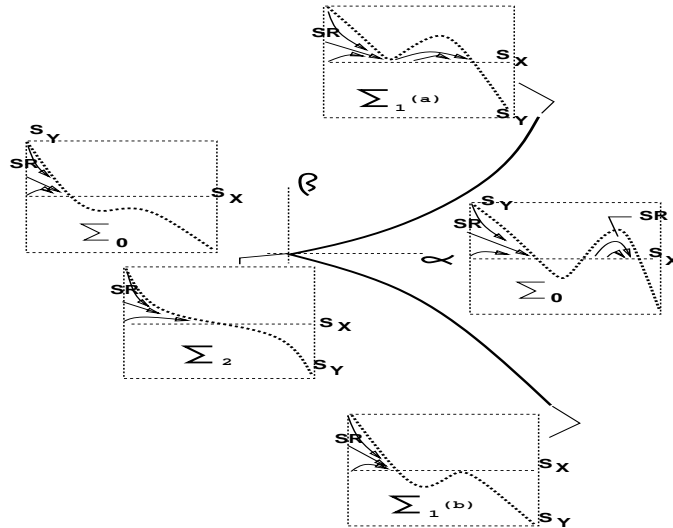 SR
S X
Σ 1 (a)
S Y
S Y
SR
S X
Σ 0
β
α
S Y
SR
SR
S X
Σ 0
SR
S X
Σ 2
S Y
SR
S X
Σ 1 (b)
S Y